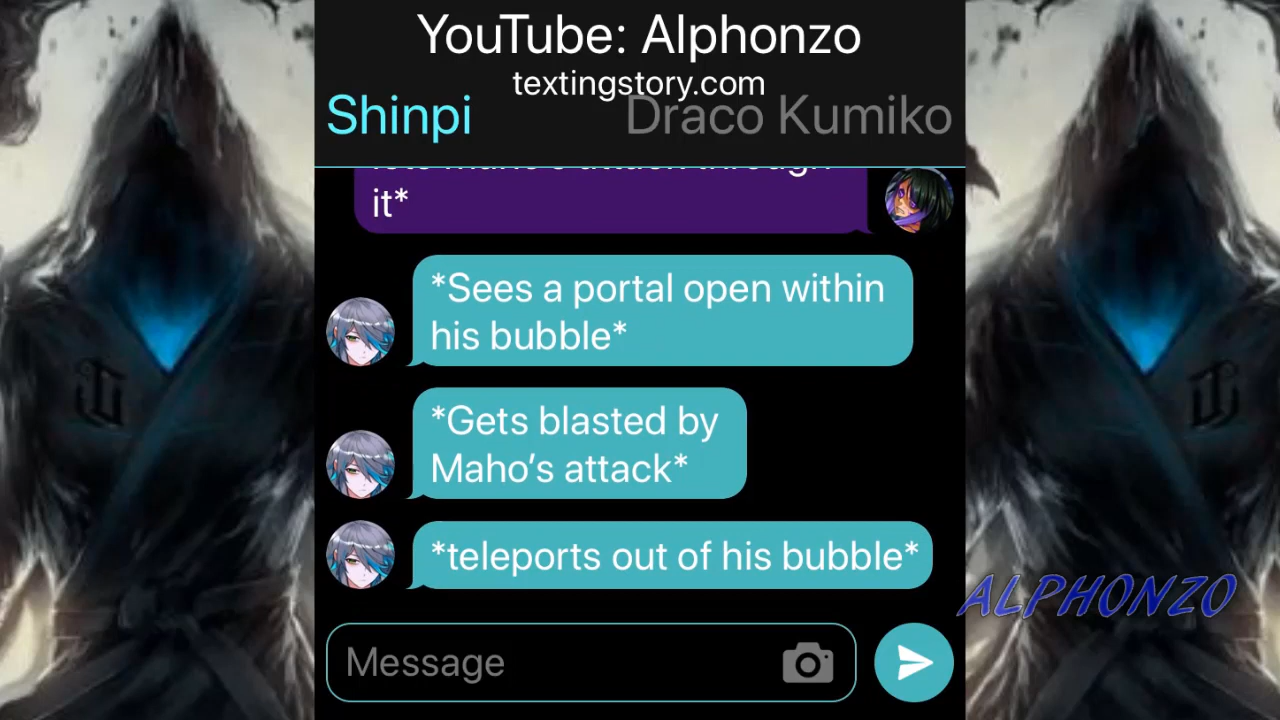 YouTube: Alphonzo
textingstory.com
Shinpi
Draco Kumiko
it*
*Sees a portal open within
his bubble*
*Gets blasted by
Maho’s attack*
*teleports out of his bubble*
ALPHONZO
Message